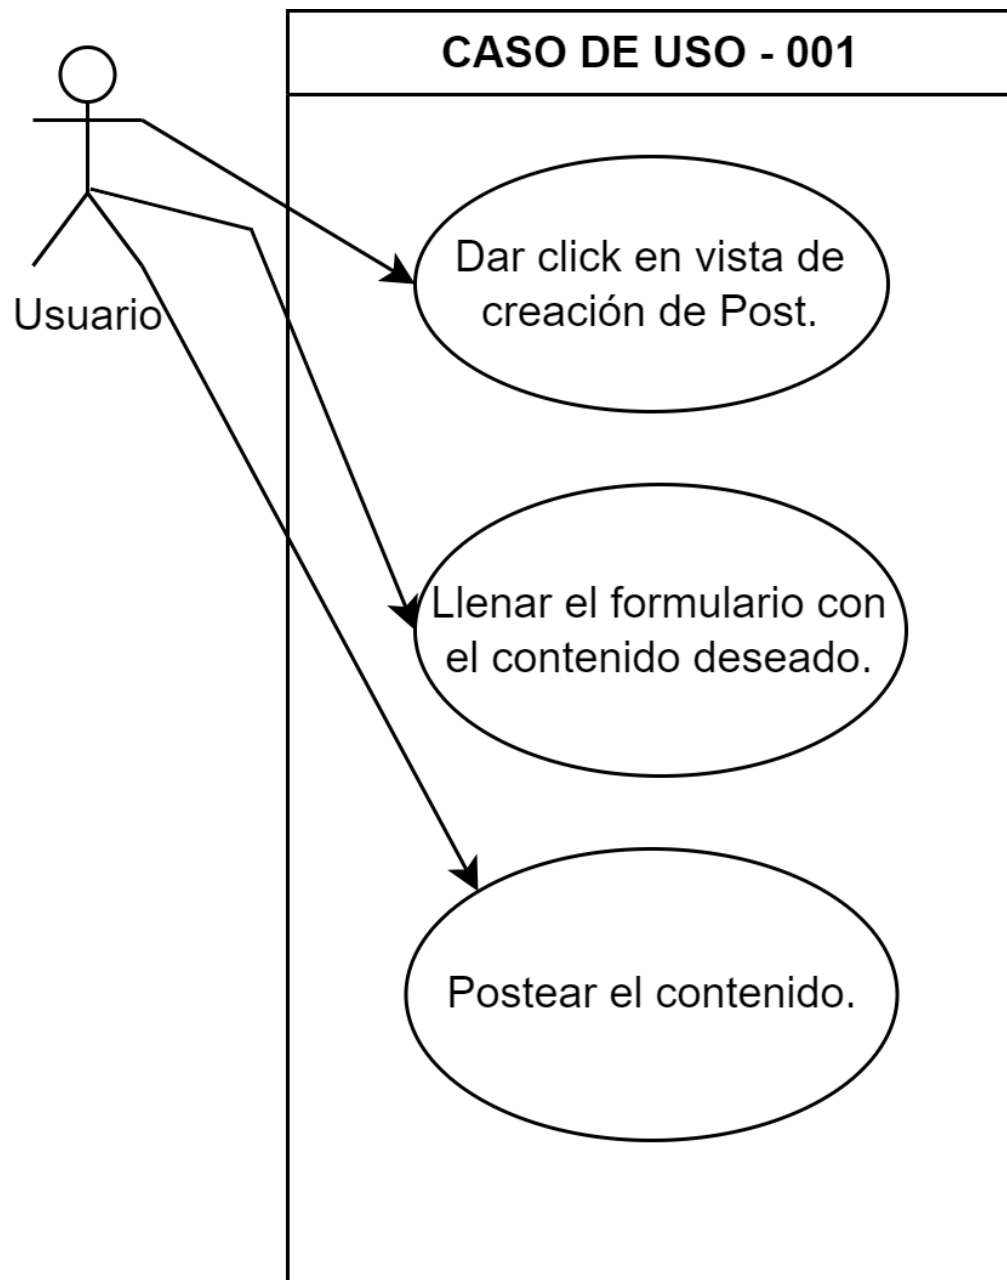 CASO DE USO - 001
Dar click en vista de
creación de Post.
Usuario
Llenar el formulario con
el contenido deseado.
Postear el contenido.